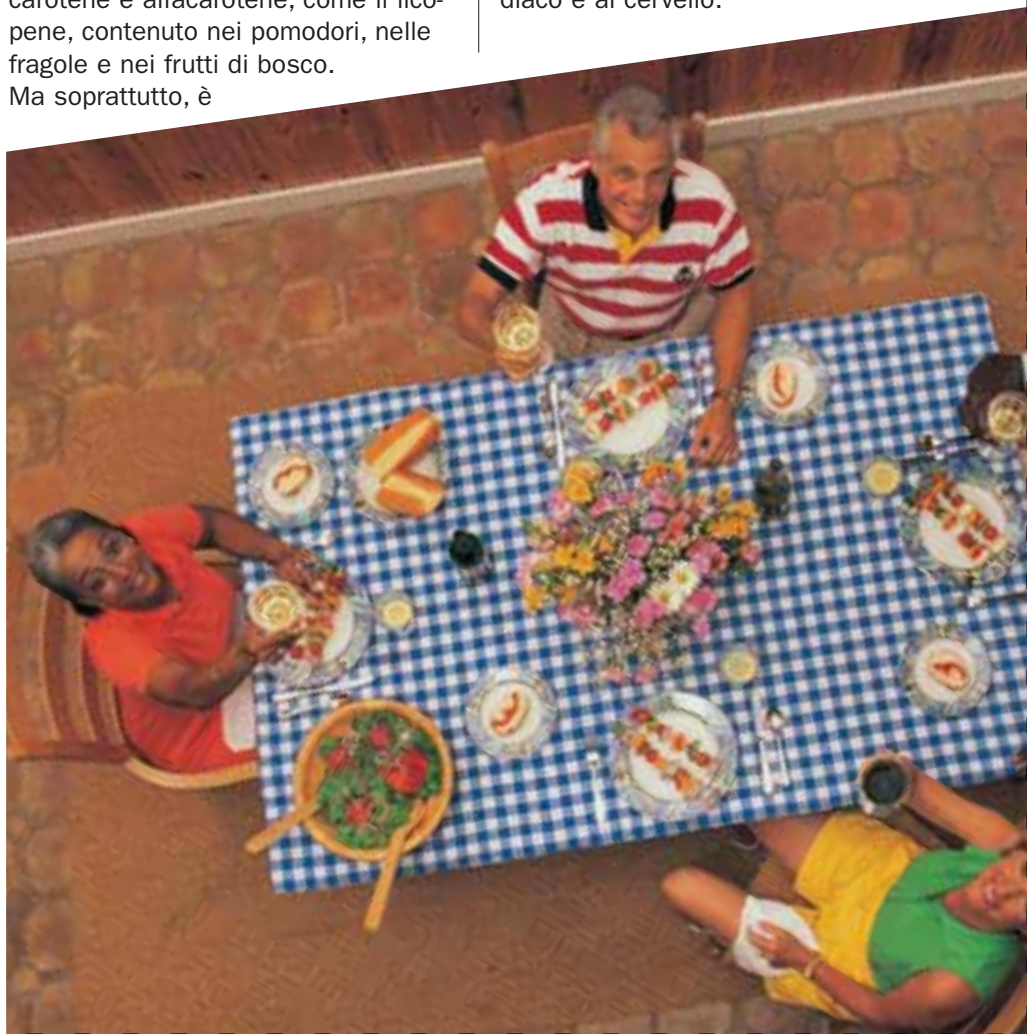 carotene e alfacarotene, come il lico-
pene, contenuto nei pomodori, nelle
fragole e nei frutti di bosco.
Ma soprattutto, è
diaco e al cervello.